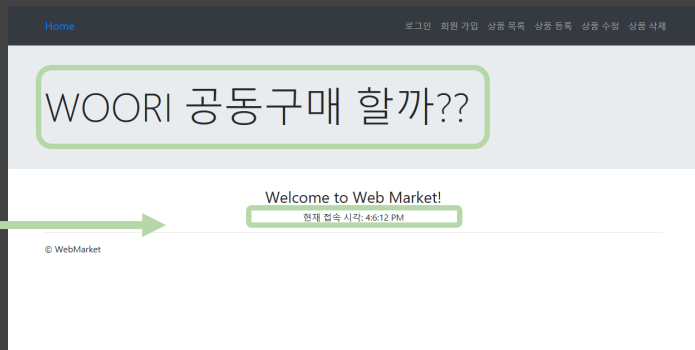 Home 로그인 회원 가입 상품 목록 상품 등록 상품 수정 상품 삭제
WOORI 공동구매 할까??
Welcome to Web Market!
현재 접속 시각: 4:6:12 PM
© WebMarket